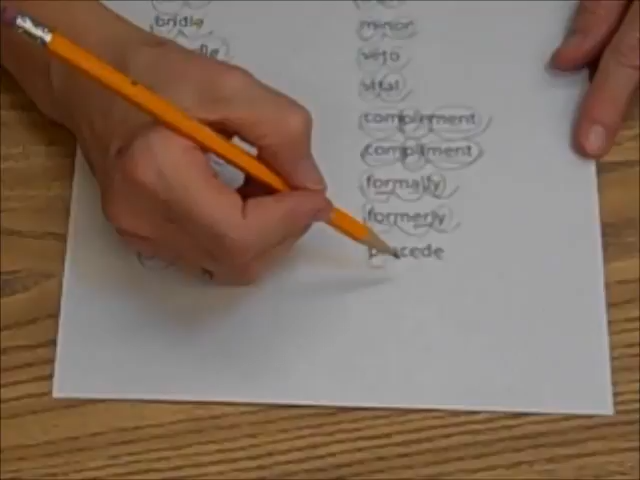 bridle
minor
veto
vital
complement
compliment
formally
formerly
precede